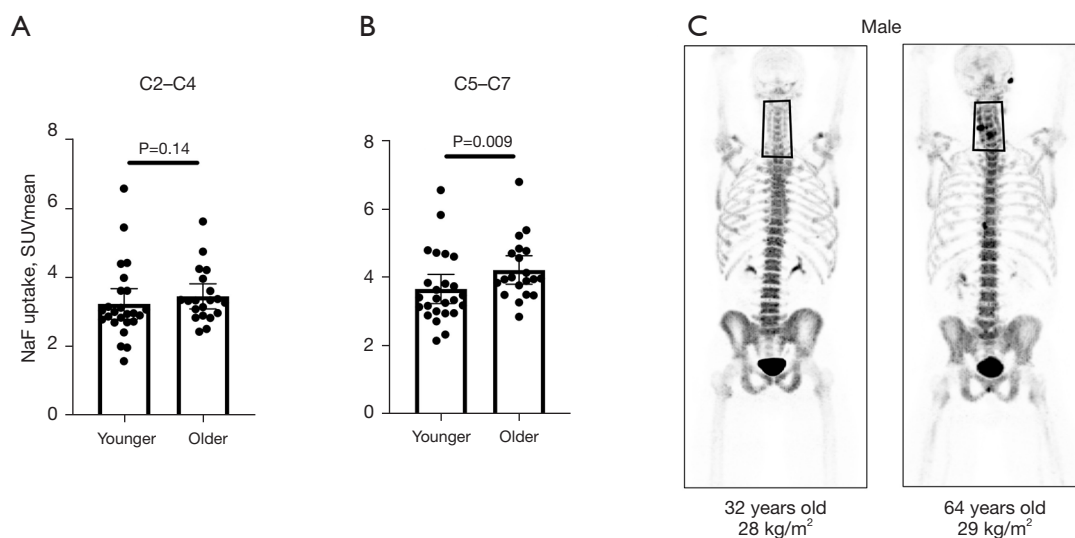 A
C2–C4
NaF uptake, SUVmean
8
6
4
2
0
P=0.14
Younger
Older
B
C5–C7
8
6
4
2
0
P=0.009
Younger
Older
C
Male
32 years old
28 kg/m²
64 years old
29 kg/m²